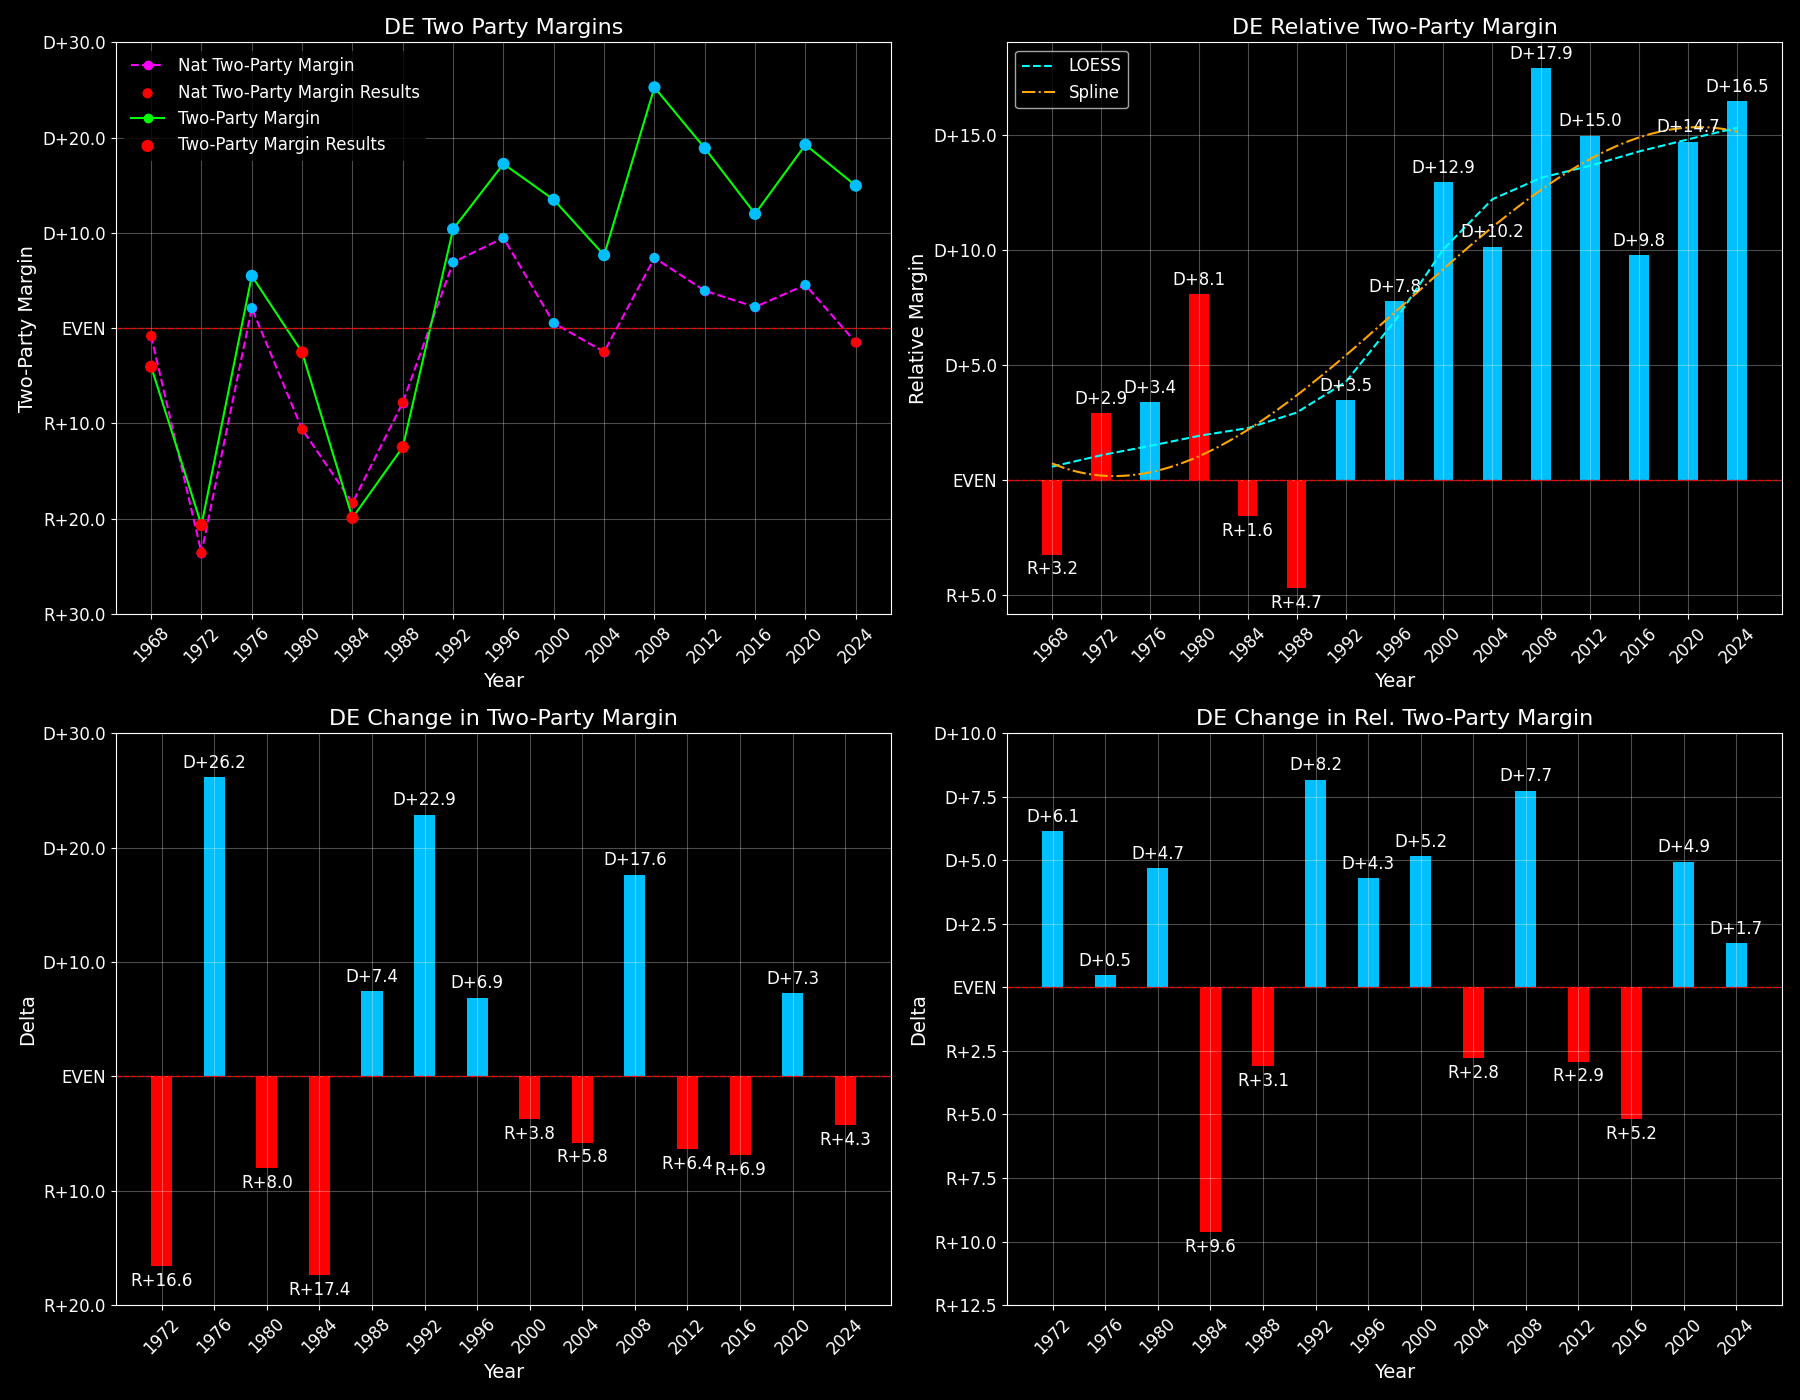 DE Two Party Margins
D+30.0
D+20.0
D+10.0
EVEN
R+10.0
R+20.0
R+30.0
Two-Party Margin
Nat Two-Party Margin
Nat Two-Party Margin Results
Two-Party Margin
Two-Party Margin Results
1968 1972 1976 1980 1984 1988 1992 1996 2000 2004 2008 2012 2016 2020 2024
Year
DE Relative Two-Party Margin
D+15.0
D+10.0
D+5.0
EVEN
R+5.0
Relative Margin
LOESS
Spline
R+3.2
D+2.9
D+3.4
D+8.1
R+1.6
R+4.7
D+3.5
D+7.8
D+12.9
D+10.2
D+17.9
D+15.0
D+9.8
D+14.7
D+16.5
1968 1972 1976 1980 1984 1988 1992 1996 2000 2004 2008 2012 2016 2020 2024
Year
DE Change in Two-Party Margin
D+30.0
D+20.0
D+10.0
EVEN
R+10.0
R+20.0
Delta
R+16.6
D+26.2
R+8.0
R+17.4
D+7.4
D+22.9
D+6.9
R+3.8
R+5.8
D+17.6
R+6.4
R+6.9
D+7.3
R+4.3
1972 1976 1980 1984 1988 1992 1996 2000 2004 2008 2012 2016 2020 2024
Year
DE Change in Rel. Two-Party Margin
D+10.0
D+7.5
D+5.0
D+2.5
EVEN
R+2.5
R+5.0
R+7.5
R+10.0
R+12.5
Delta
D+6.1
D+0.5
D+4.7
R+9.6
R+3.1
D+8.2
D+4.3
D+5.2
R+2.8
D+7.7
R+2.9
R+5.2
D+4.9
D+1.7
1972 1976 1980 1984 1988 1992 1996 2000 2004 2008 2012 2016 2020 2024
Year